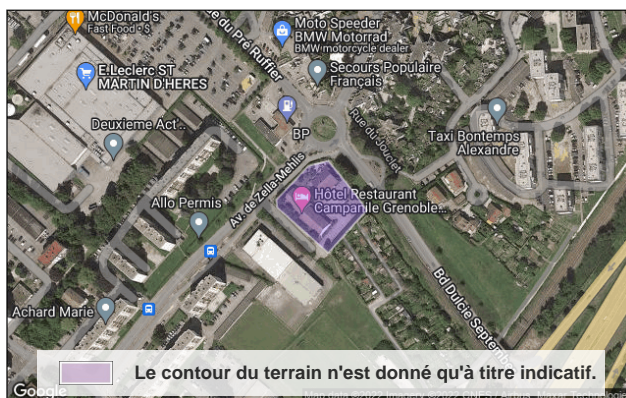 McDonald's
Fast Food • $
Rue du Pré Ruffier
Moto Speeder
BMW Motorrad
BMW motorcycle dealer
E.Leclerc ST
MARTIN D'HERES
Secours Populaire
Français
Deuxieme Act...
BP
Rue du Jouclet
Taxi Bontemps
Alexandre
Av. de Zella-Mehlis
Allo Permis
Hôtel Restaurant
Campanile Grenoble...
Bd Dulcie Septemb
Achard Marie
Le contour du terrain n'est donné qu'à titre indicatif.
Google